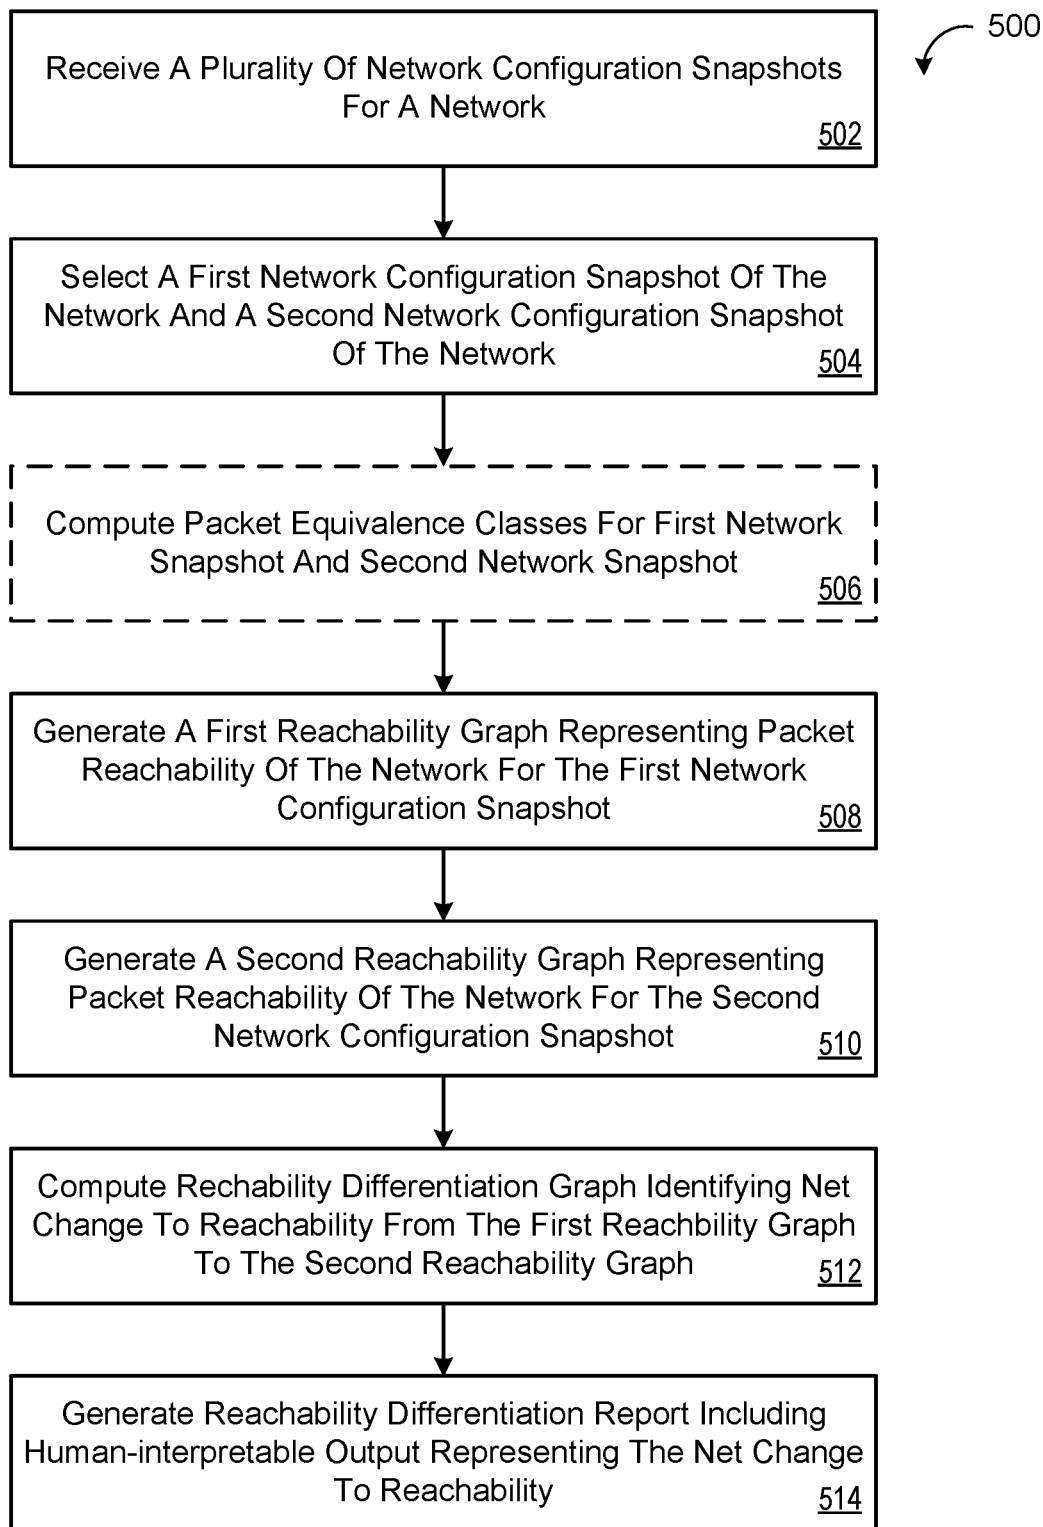 500
Receive A Plurality Of Network Configuration Snapshots
For A Network
502
Select A First Network Configuration Snapshot Of The
Network And A Second Network Configuration Snapshot
Of The Network
504
Compute Packet Equivalence Classes For First Network
Snapshot And Second Network Snapshot
506
Generate A First Reachability Graph Representing Packet
Reachability Of The Network For The First Network
Configuration Snapshot
508
Generate A Second Reachability Graph Representing
Packet Reachability Of The Network For The Second
Network Configuration Snapshot
510
Compute Rechability Differentiation Graph Identifying Net
Change To Reachability From The First Reachbility Graph
To The Second Reachability Graph
512
Generate Reachability Differentiation Report Including
Human-interpretable Output Representing The Net Change
To Reachability
514